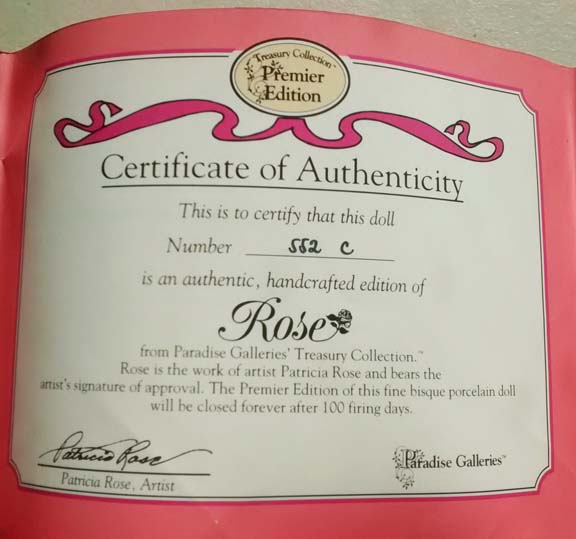 Treasury Collection™
Premier
Edition
Certificate of Authenticity
This is to certify that this doll
Number 552 C
is an authentic, handcrafted edition of
Rose
from Paradise Galleries' Treasury Collection.™
Rose is the work of artist Patricia Rose and bears the
artist's signature of approval. The Premier Edition of this fine bisque porcelain doll
will be closed forever after 100 firing days.
Patricia Rose
Patricia Rose, Artist
Paradise Galleries™